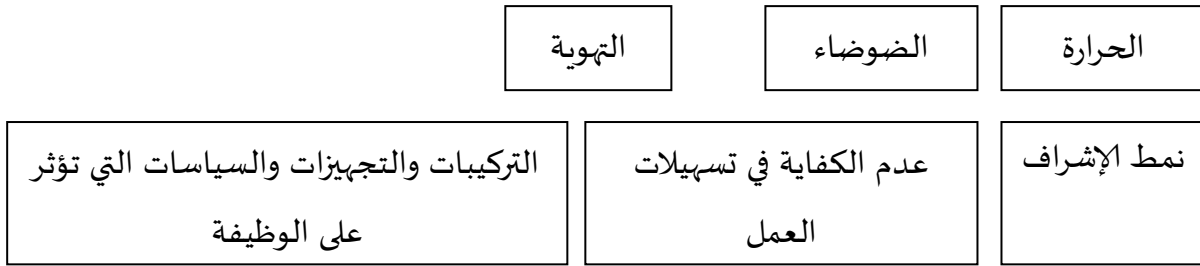 الحرارة
الضوضاء
التهوية
نمط الإشراف
عدم الكفاية في تسهيلات
العمل
التركيبات والتجهيزات والسياسات التي تؤثر
على الوظيفة